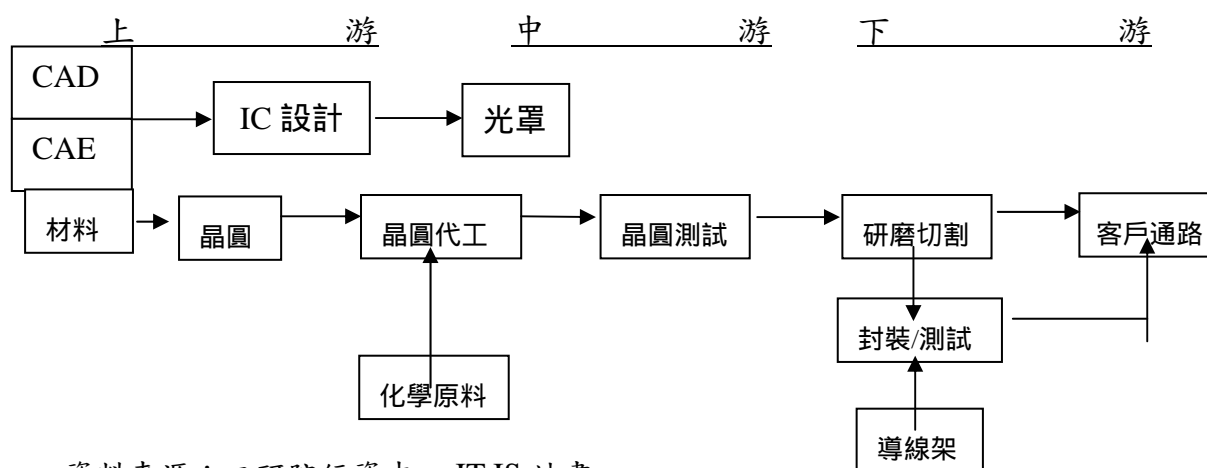 上 游 中 游 下 游
CAD
CAE
IC 設計
光罩
材料
晶圓
晶圓代工
晶圓測試
研磨切割
客戶通路
封裝/測試
化學原料
導線架